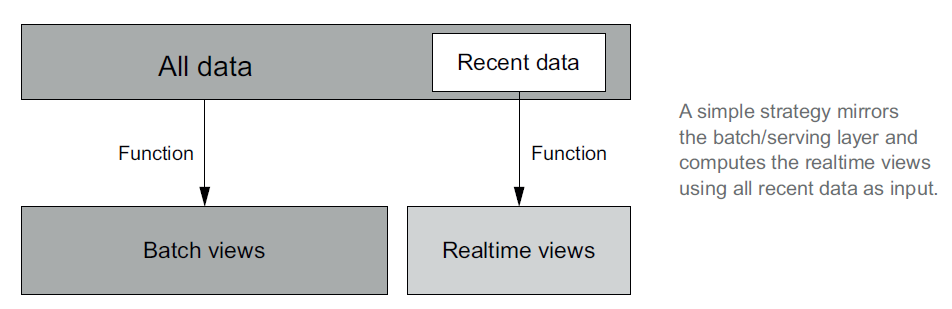 All data
Recent data
Function
Function
Batch views
Realtime views
A simple strategy mirrors
the batch/serving layer and
computes the realtime views
using all recent data as input.